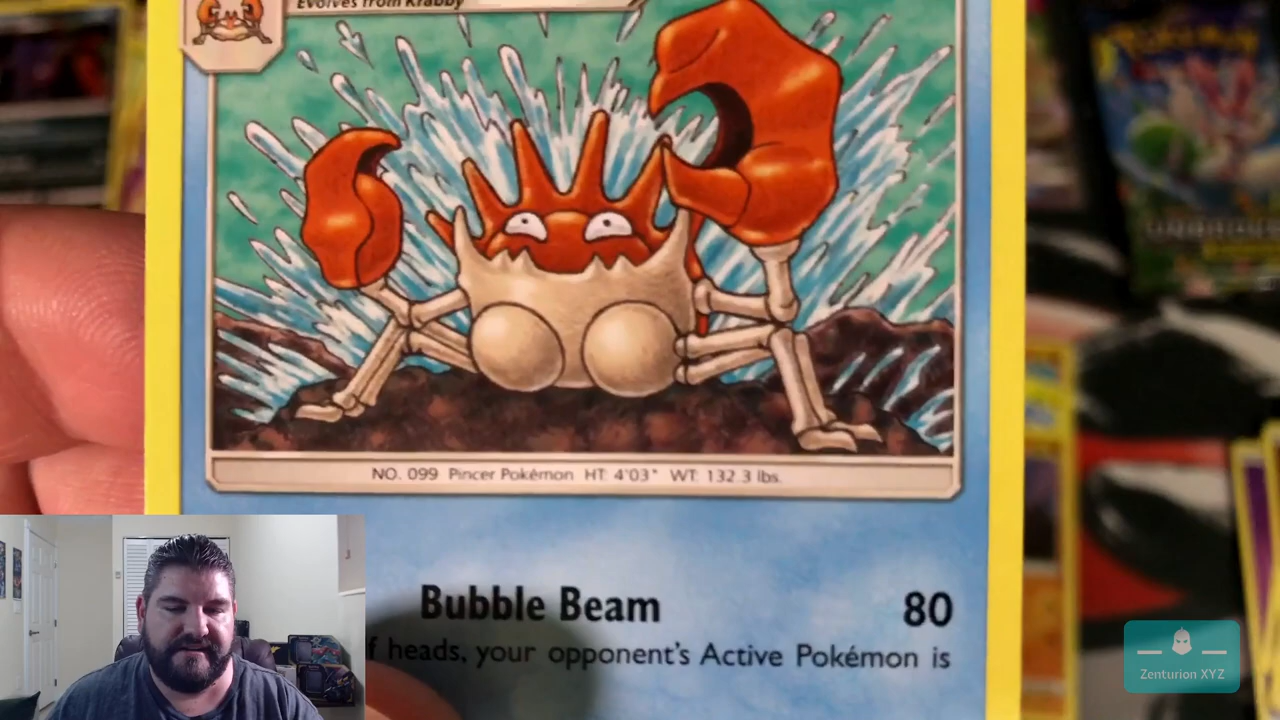 Evolves from Krabby
NO. 099 Pincer Pokémon HT: 4'03" WT: 132.3 lbs.
Bubble Beam 80
f heads, your opponent's Active Pokémon is
Pokémon
Zenturion XYZ